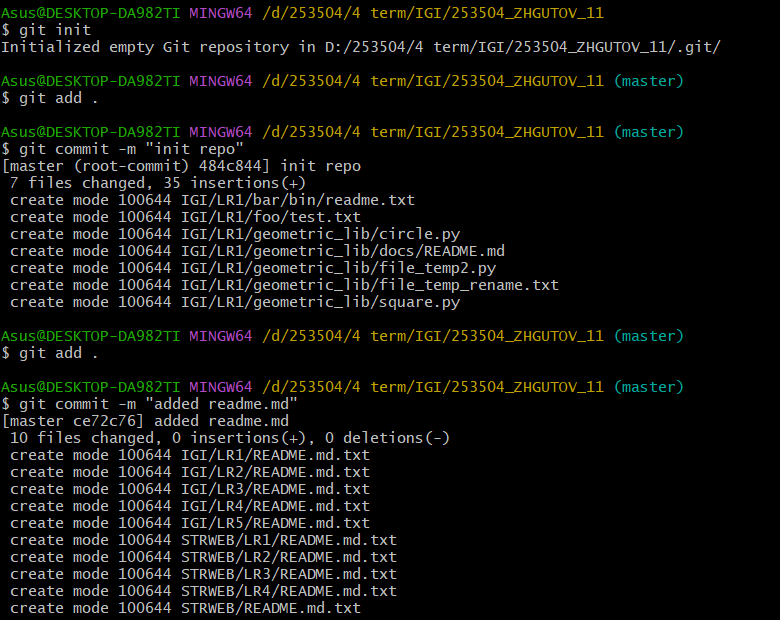 Asus@DESKTOP-DA982TI MINGW64 /d/253504/4 term/IGI/253504_ZHGUTOV_11
$ git init
Initialized empty Git repository in D:/253504/4 term/IGI/253504_ZHGUTOV_11/.git/
Asus@DESKTOP-DA982TI MINGW64 /d/253504/4 term/IGI/253504_ZHGUTOV_11 (master)
$ git add .
Asus@DESKTOP-DA982TI MINGW64 /d/253504/4 term/IGI/253504_ZHGUTOV_11 (master)
$ git commit -m "init repo"
[master (root-commit) 484c844] init repo
 7 files changed, 35 insertions(+)
 create mode 100644 IGI/LR1/bar/bin/readme.txt
 create mode 100644 IGI/LR1/foo/test.txt
 create mode 100644 IGI/LR1/geometric_lib/circle.py
 create mode 100644 IGI/LR1/geometric_lib/docs/README.md
 create mode 100644 IGI/LR1/geometric_lib/file_temp2.py
 create mode 100644 IGI/LR1/geometric_lib/file_temp_rename.txt
 create mode 100644 IGI/LR1/geometric_lib/square.py
Asus@DESKTOP-DA982TI MINGW64 /d/253504/4 term/IGI/253504_ZHGUTOV_11 (master)
$ git add .
Asus@DESKTOP-DA982TI MINGW64 /d/253504/4 term/IGI/253504_ZHGUTOV_11 (master)
$ git commit -m "added readme.md"
[master ce72c76] added readme.md
 10 files changed, 0 insertions(+), 0 deletions(-)
 create mode 100644 IGI/LR1/README.md.txt
 create mode 100644 IGI/LR2/README.md.txt
 create mode 100644 IGI/LR3/README.md.txt
 create mode 100644 IGI/LR4/README.md.txt
 create mode 100644 IGI/LR5/README.md.txt
 create mode 100644 STRWEB/LR1/README.md.txt
 create mode 100644 STRWEB/LR2/README.md.txt
 create mode 100644 STRWEB/LR3/README.md.txt
 create mode 100644 STRWEB/LR4/README.md.txt
 create mode 100644 STRWEB/README.md.txt